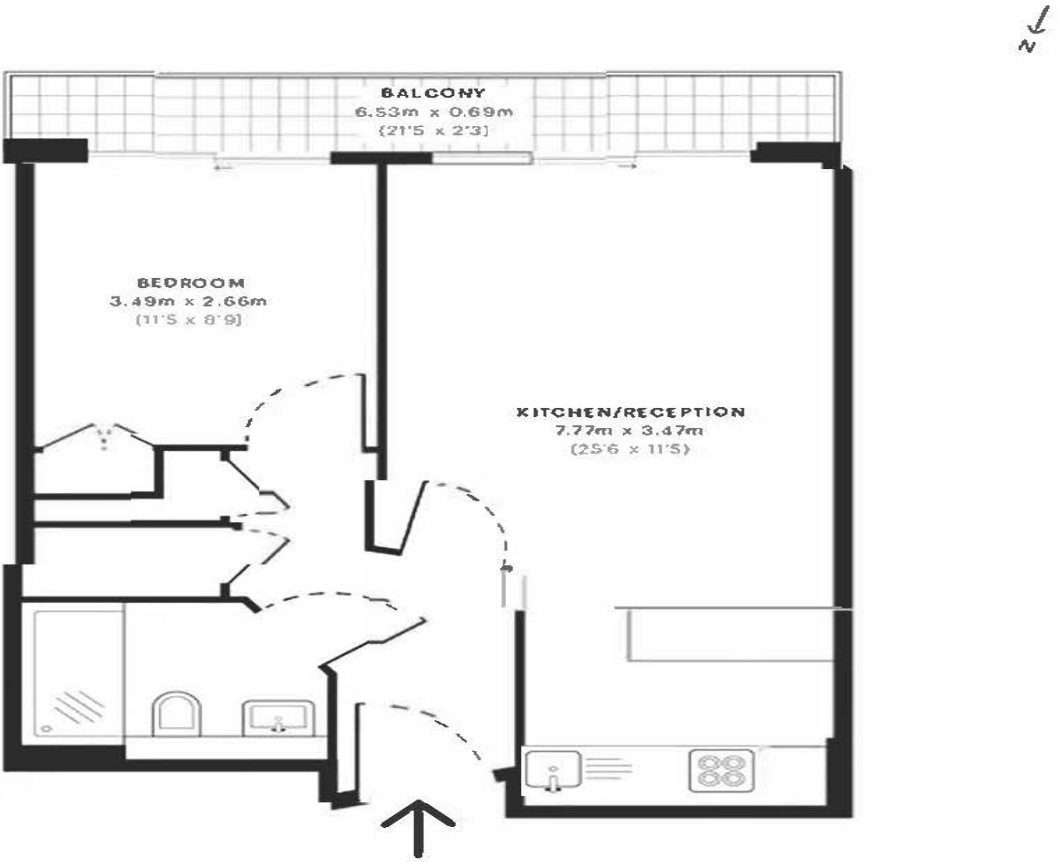 N
BALCONY
6.53m x 0.69m
(21'5 x 2'3)
BEDROOM
3.49m x 2.66m
(11'5 x 8'9)
KITCHEN/RECEPTION
7.77m x 3.47m
(25'6 x 11'5)